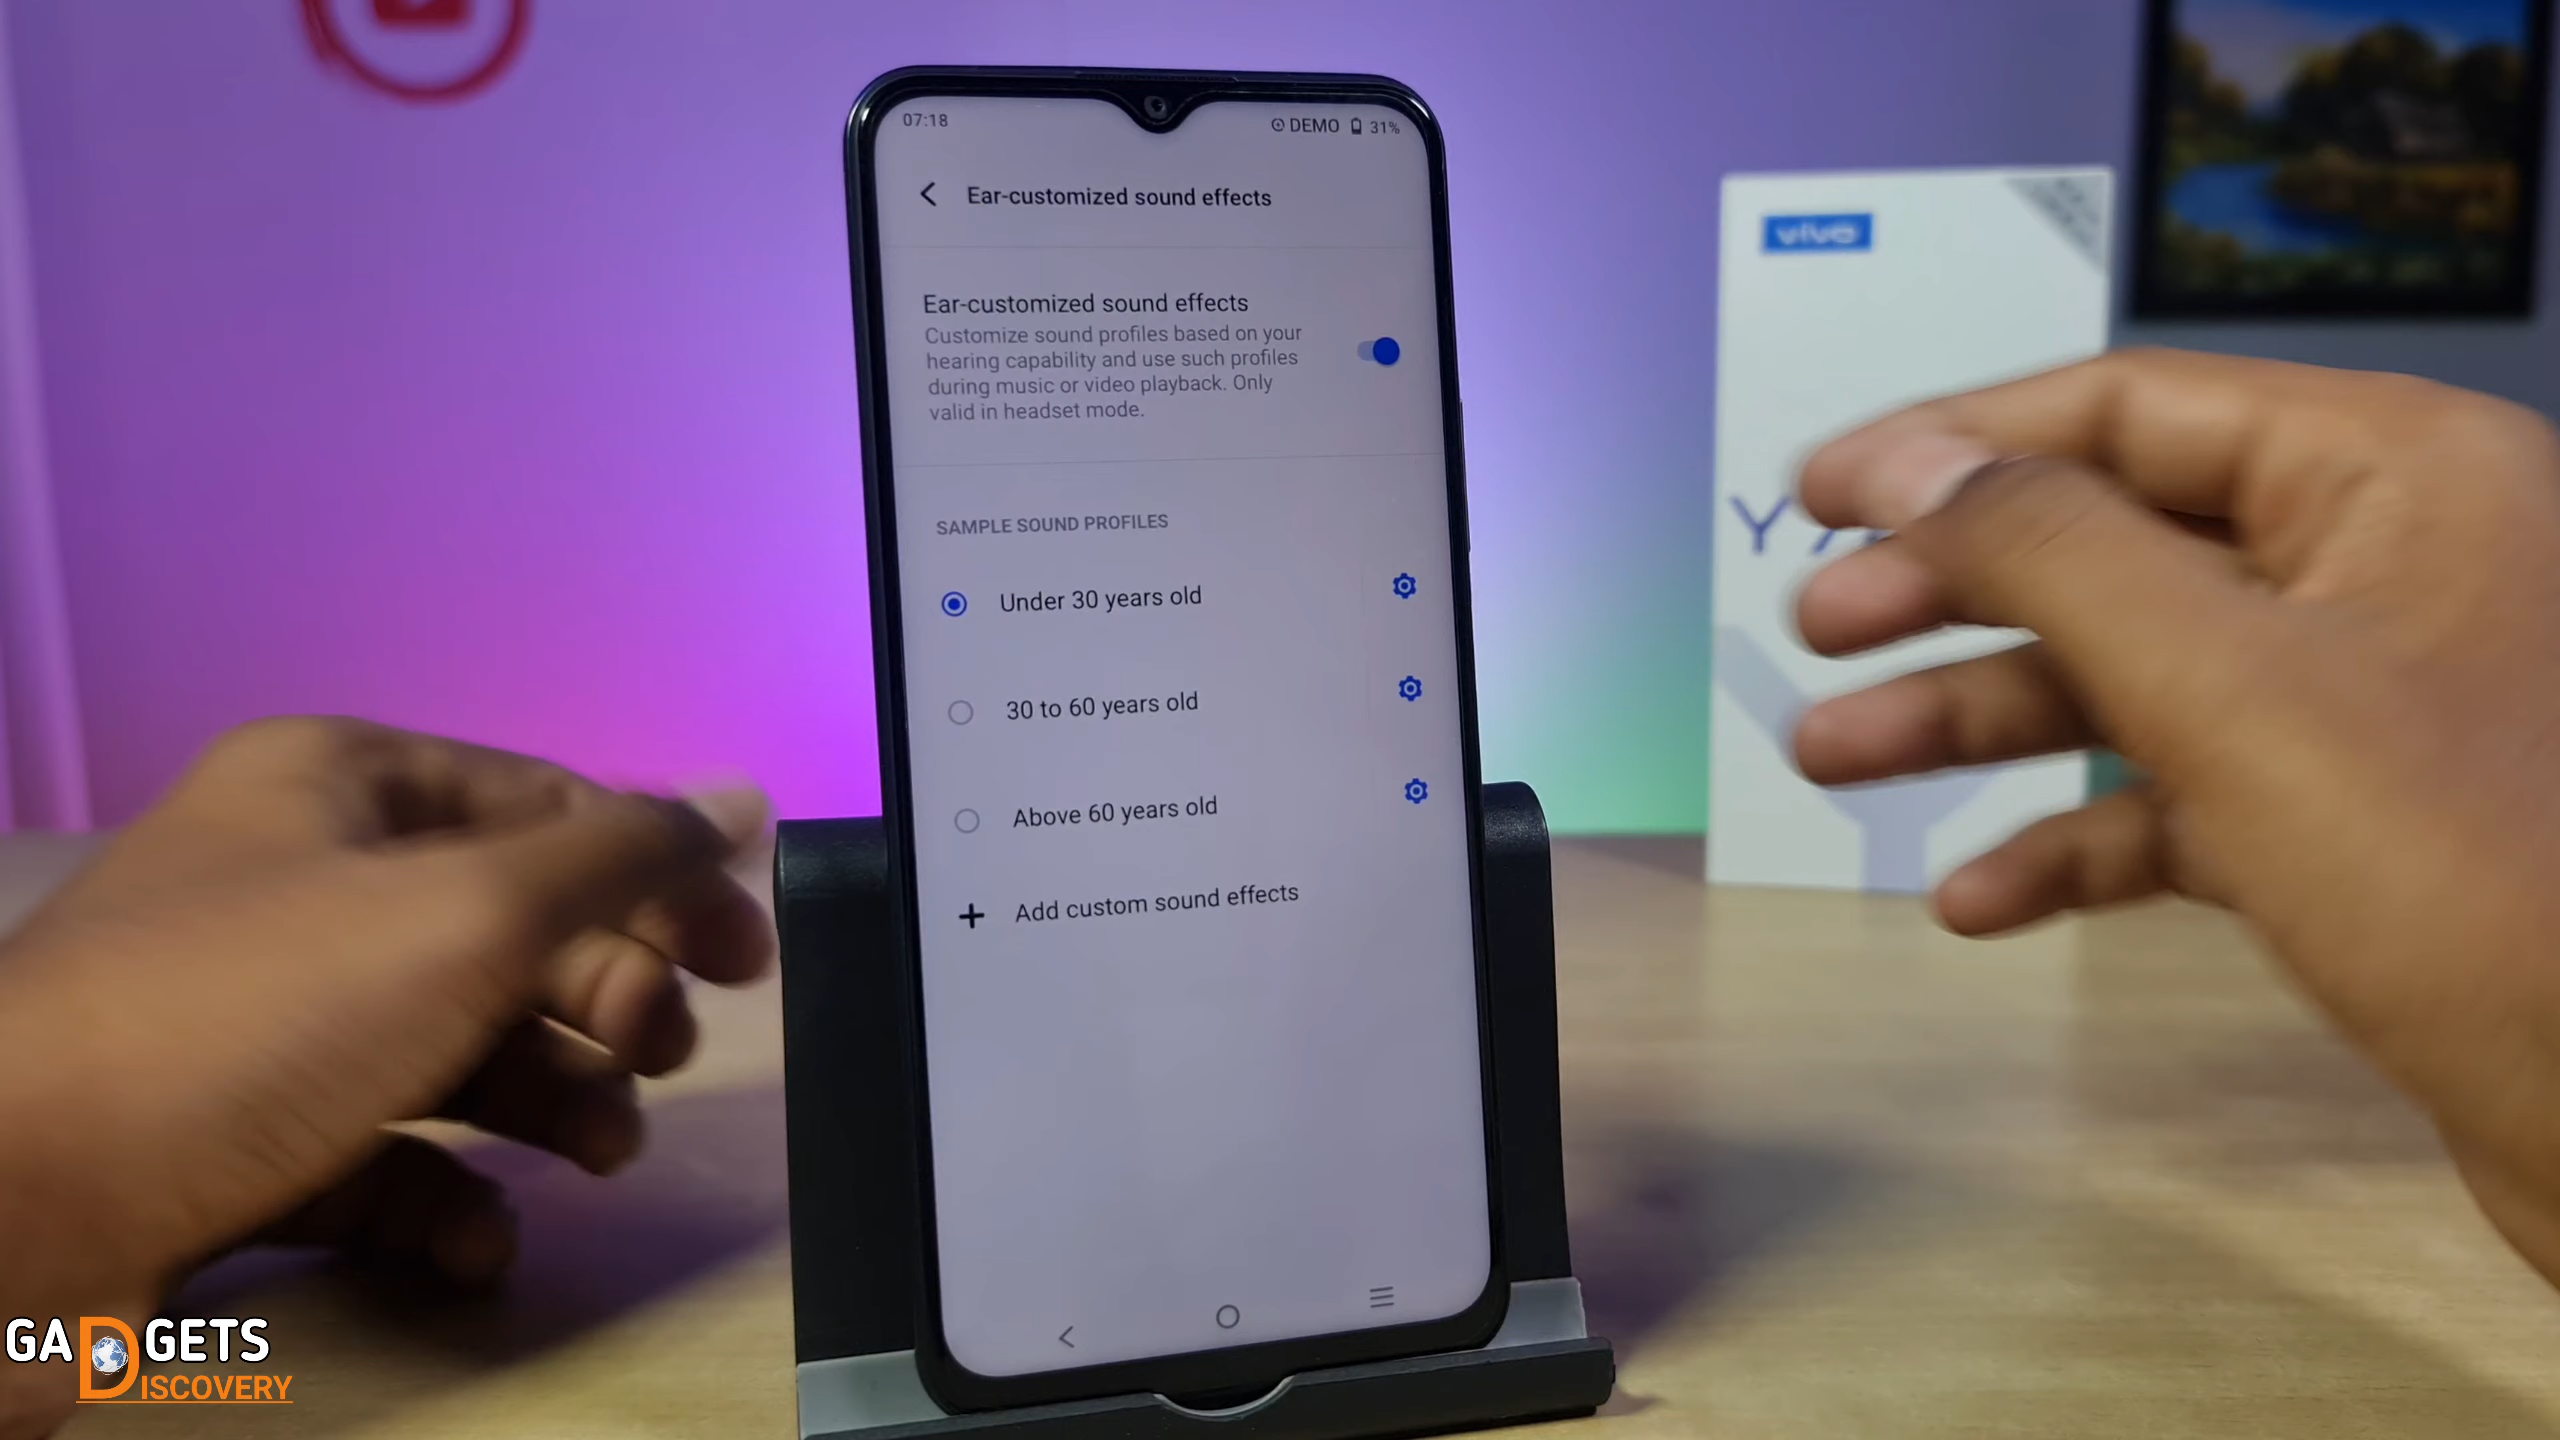 07:18
DEMO 31%
Ear-customized sound effects
Ear-customized sound effects
Customize sound profiles based on your
hearing capability and use such profiles
during music or video playback. Only
valid in headset mode.
SAMPLE SOUND PROFILES
Under 30 years old
30 to 60 years old
Above 60 years old
Add custom sound effects
vivo
GADGETS
DISCOVERY